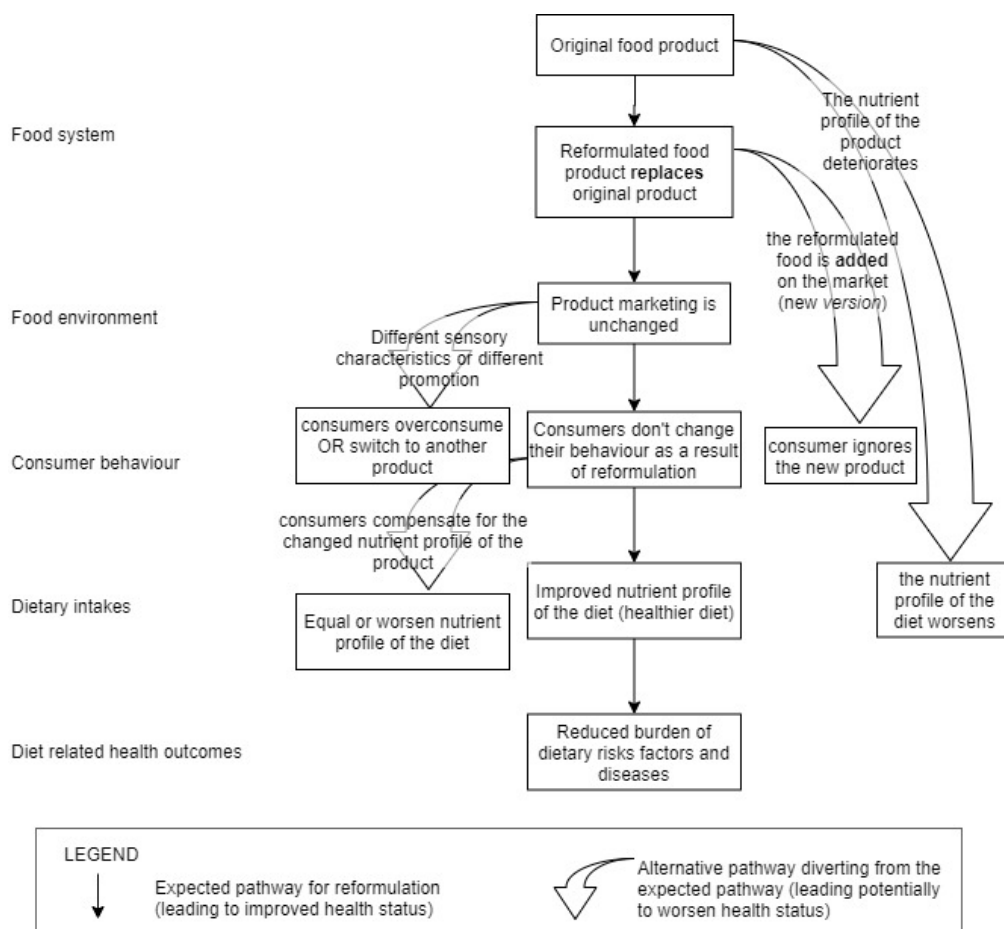 Original food product
The nutrient
profile of the
product
deteriorates
Food system
Reformulated food
product replaces
original product
the reformulated
food is added
on the market
(new version)
Food environment
Product marketing is
unchanged
Different sensory
characteristics or different
promotion
consumers overconsume
OR switch to another
product
Consumer behaviour
Consumers don't change
their behaviour as a result
of reformulation
consumer ignores
the new product
consumers compensate for the
changed nutrient profile of the
product
Dietary intakes
Equal or worsen nutrient
profile of the diet
Improved nutrient profile
of the diet (healthier diet)
the nutrient
profile of the
diet worsens
Diet related health outcomes
Reduced burden of
dietary risks factors and
diseases
LEGEND
Expected pathway for reformulation
(leading to improved health status)
Alternative pathway diverting from the
expected pathway (leading potentially
to worsen health status)